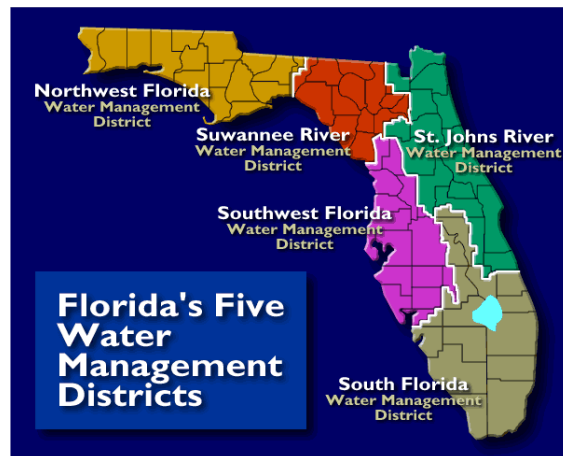 Northwest Florida
Water Management
District
Suwannee River
Water Management
District
St. Johns River
Water Management
District
Southwest Florida
Water Management
District
Florida's Five
Water
Management
Districts
South Florida
Water Management
District